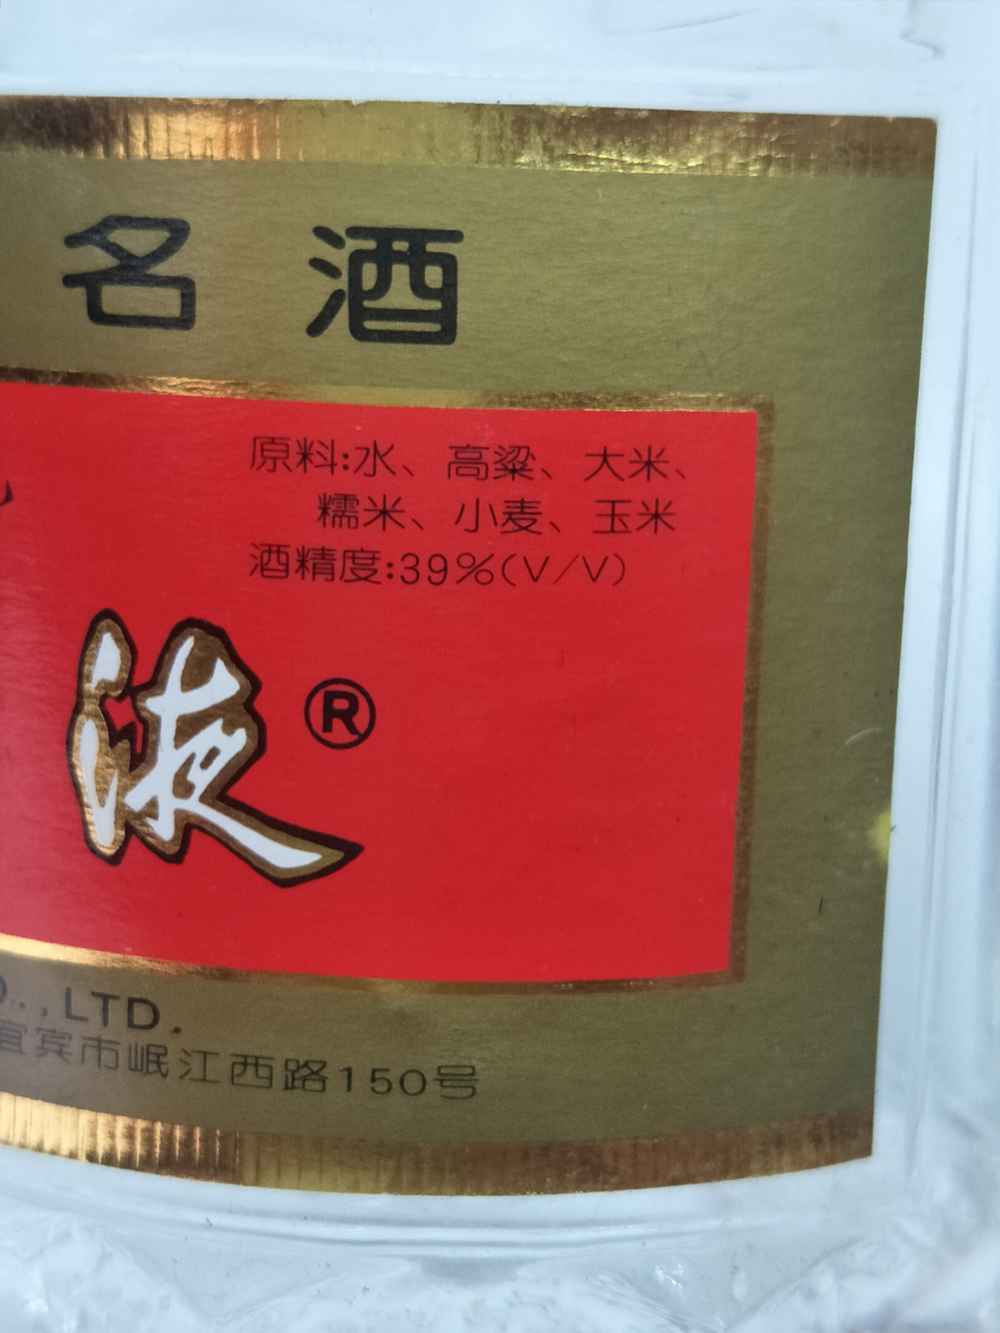 名酒
原料:水、高粱、大米、
糯米、小麦、玉米
酒精度:39%(V/V)
液®
.,LTD.
宜宾市岷江西路150号